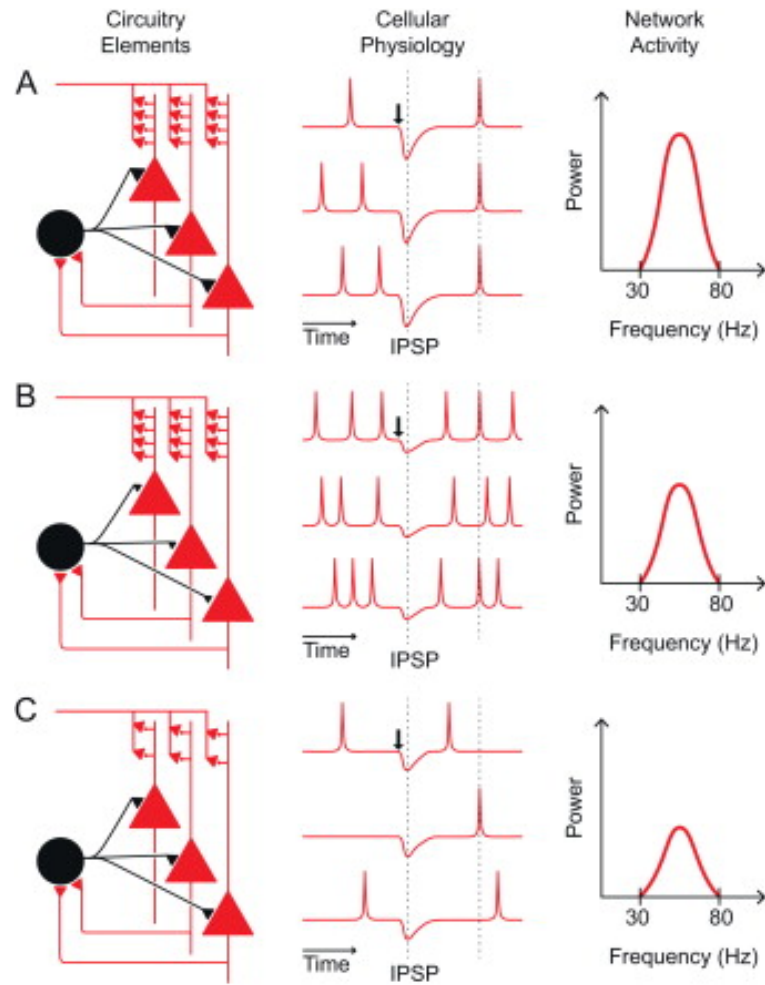 Circuitry
Elements
Cellular
Physiology
Network
Activity
A
Time
IPSP
Power
30
80
Frequency (Hz)
B
Time
IPSP
Power
30
80
Frequency (Hz)
C
Time
IPSP
Power
30
80
Frequency (Hz)